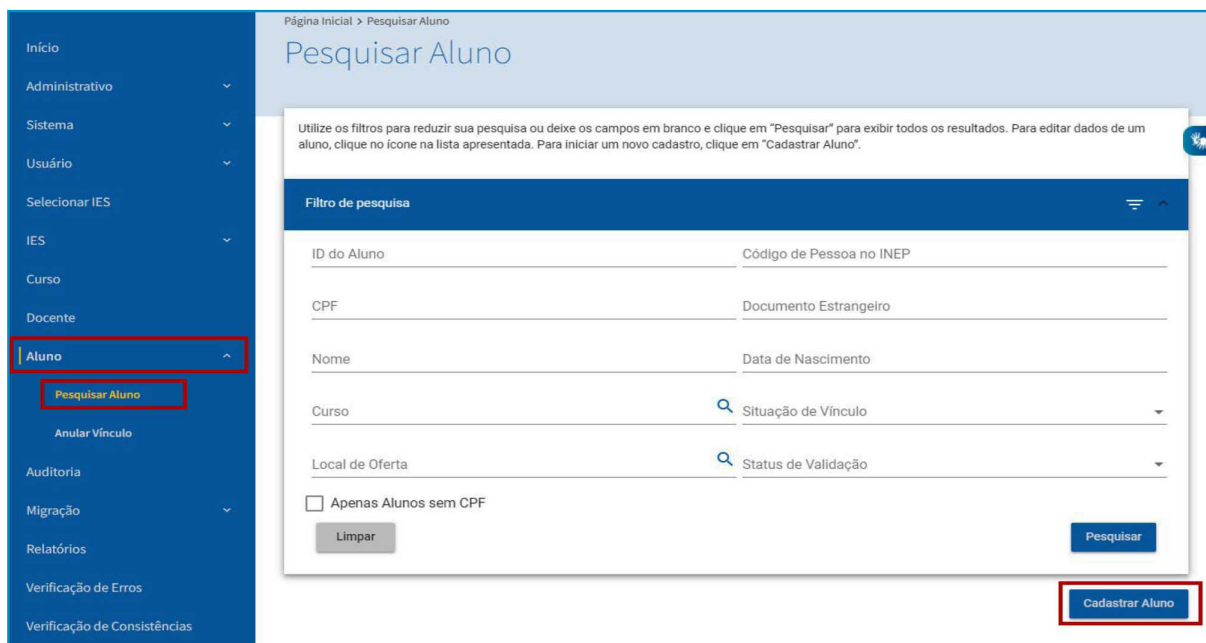 Início
Administrativo
Sistema
Usuário
Selecionar IES
IES
Curso
Docente
Aluno
Pesquisar Aluno
Anular Vínculo
Auditoria
Migração
Relatórios
Verificação de Erros
Verificação de Consistências
Página Inicial > Pesquisar Aluno
Pesquisar Aluno
Utilize os filtros para reduzir sua pesquisa ou deixe os campos em branco e clique em "Pesquisar" para exibir todos os resultados. Para editar dados de um
aluno, clique no ícone na lista apresentada. Para iniciar um novo cadastro, clique em "Cadastrar Aluno".
Filtro de pesquisa
ID do Aluno
Código de Pessoa no INEP
CPF
Documento Estrangeiro
Nome
Data de Nascimento
Curso
Situação de Vínculo
Local de Oferta
Status de Validação
Apenas Alunos sem CPF
Limpar
Pesquisar
Cadastrar Aluno